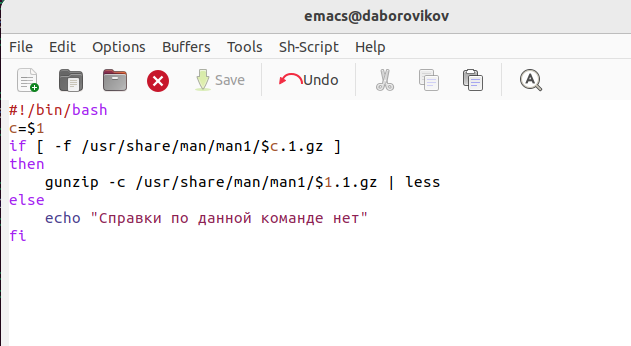 emacs@daborovikov
File Edit Options Buffers Tools Sh-Script Help
Save Undo
#!/bin/bash
c=$1
if [ -f /usr/share/man/man1/$c.1.gz ]
then
    gunzip -c /usr/share/man/man1/$1.1.gz | less
else
    echo "Справки по данной команде нет"
fi